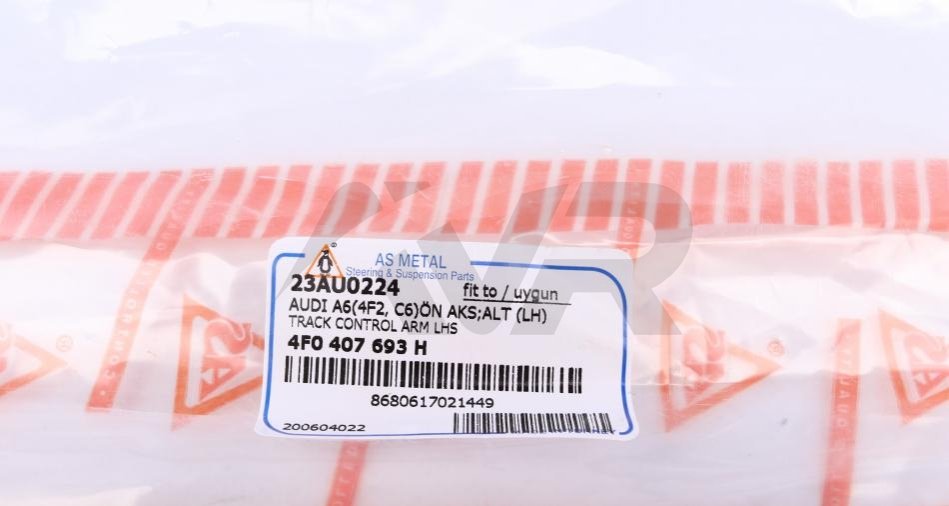 AVR
AS METAL
Steering & Suspension Parts
23AU0224
fit to / uygun
AUDI A6(4F2, C6)ÖN AKS;ALT (LH)
TRACK CONTROL ARM LHS
4F0 407 693 H
8680617021449
200604022